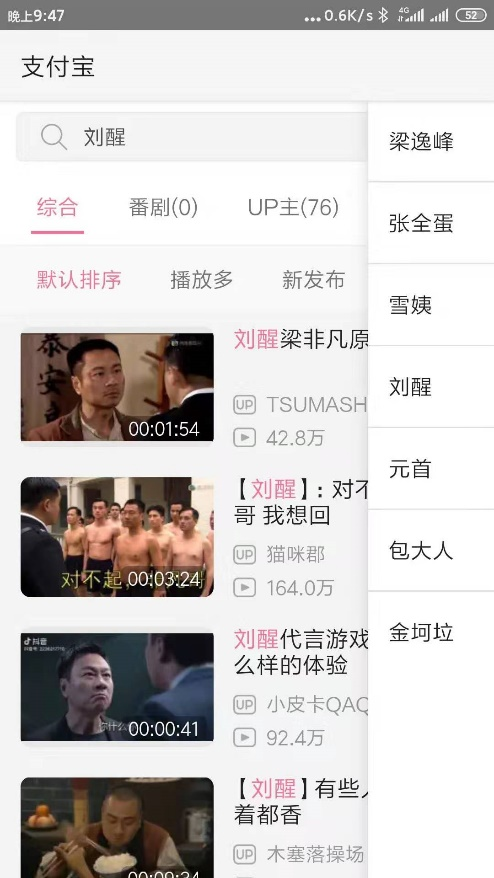 晚上9:47
...0.6K/s
4G
52
支付宝
刘醒
综合
番剧(0)
UP主(76)
默认排序
播放多
新发布
刘醒梁非凡原
00:01:54
UP TSUMASH
42.8万
【刘醒】: 对不
哥 我想回
对不起,
00:03:24
UP 猫咪郡
164.0万
刘醒代言游戏
么样的体验
抖音
你什么
00:00:41
UP 小皮卡QAQ
92.4万
【刘醒】有些人
着都香
UP 木塞落操场
梁逸峰
张全蛋
雪姨
刘醒
元首
包大人
金坷垃